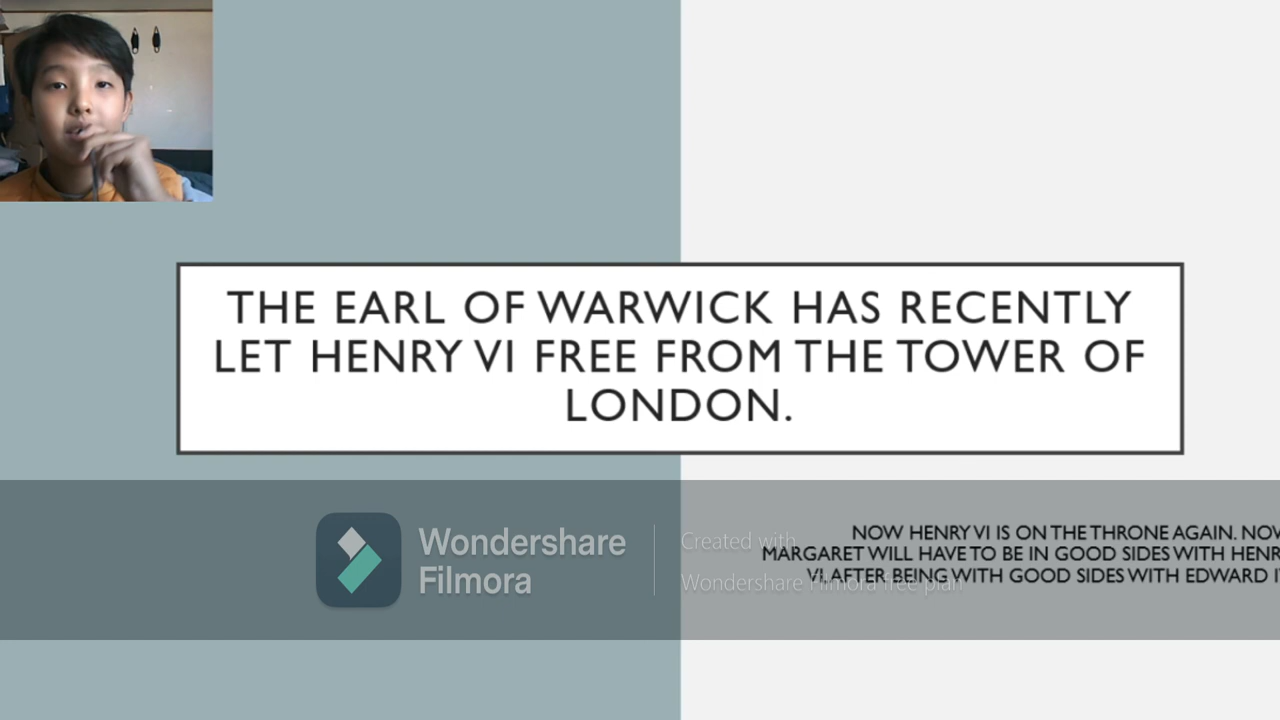 THE EARL OF WARWICK HAS RECENTLY
LET HENRY VI FREE FROM THE TOWER OF
LONDON.
Wondershare
Filmora
Created with
Wondershare Filmora free plan
NOW HENRY VI IS ON THE THRONE AGAIN.
MARGARET WILL HAVE TO BE IN GOOD SIDES WITH
VI. AFTER BEING WITH GOOD SIDES WITH EDWARD